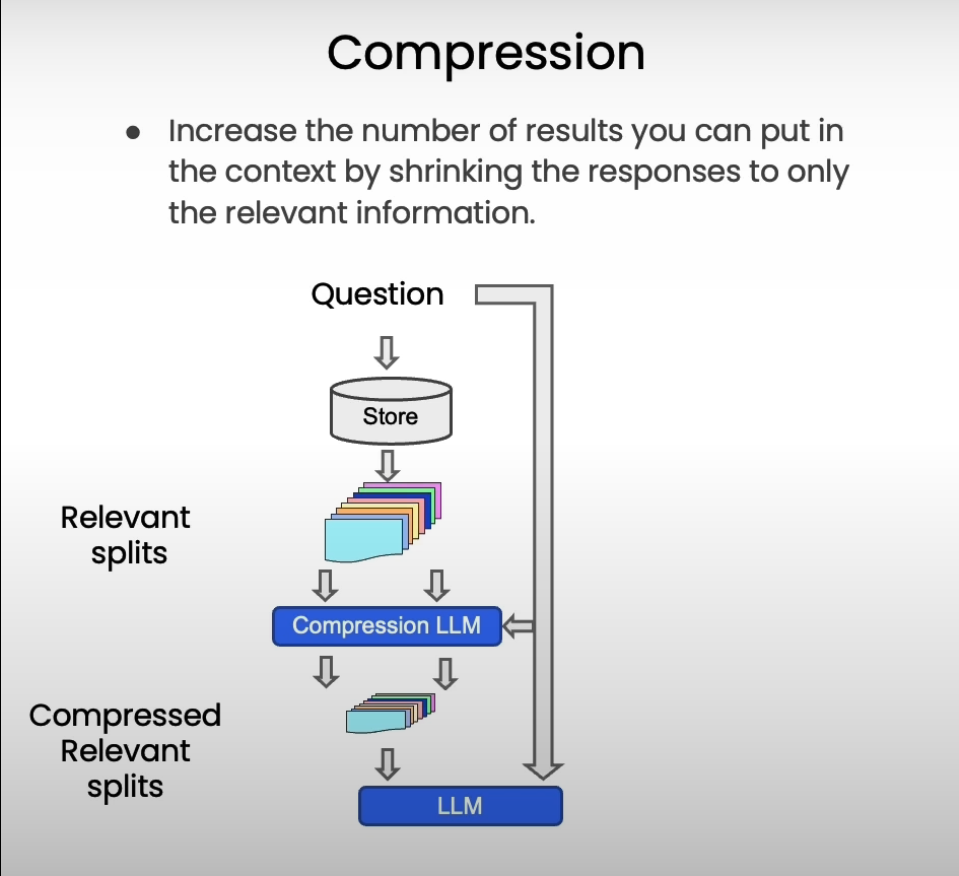 Compression
● Increase the number of results you can put in
the context by shrinking the responses to only
the relevant information.
Question
Store
Relevant
splits
Compression LLM
Compressed
Relevant
splits
LLM